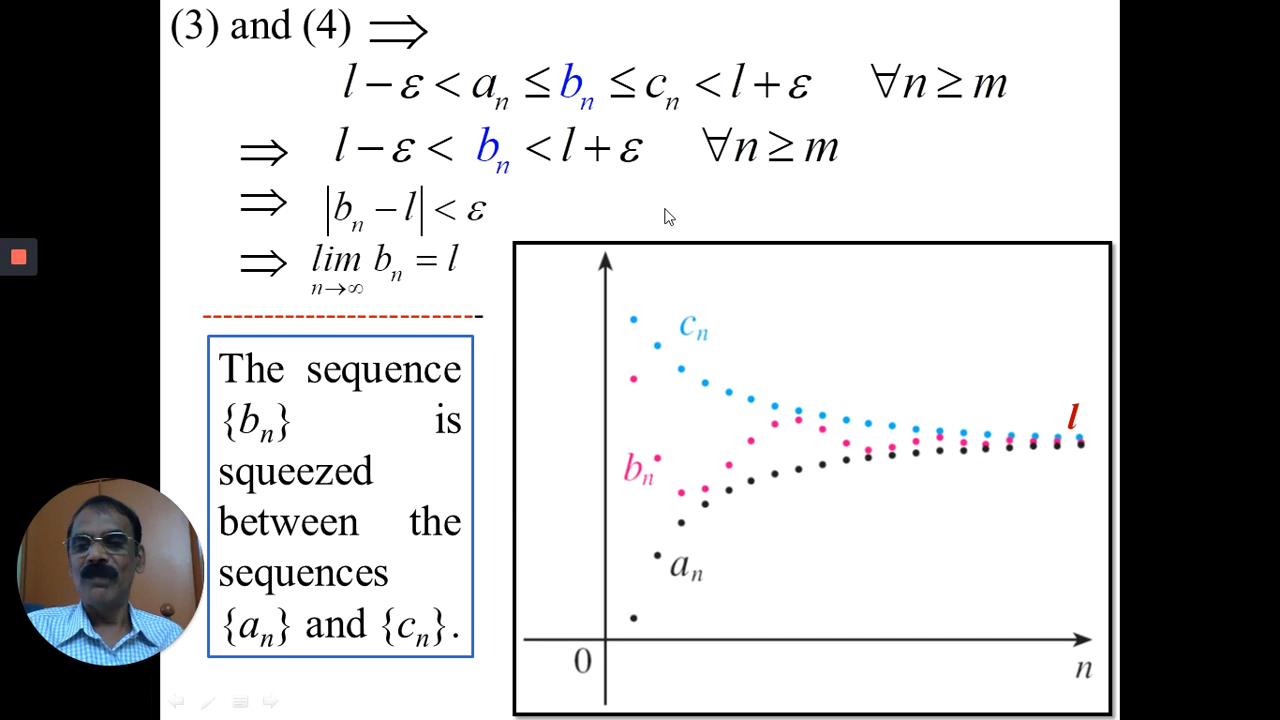 (3) and (4) ⟹
l − ε < aₙ ≤ bₙ ≤ cₙ < l + ε ∀n ≥ m
⟹ l − ε < bₙ < l + ε ∀n ≥ m
⟹ |bₙ − l| < ε
⟹ lim bₙ = l
n→∞
The sequence
{bₙ} is
squeezed
between the
sequences
{aₙ} and {cₙ}.
cₙ
l
bₙ
aₙ
0
n